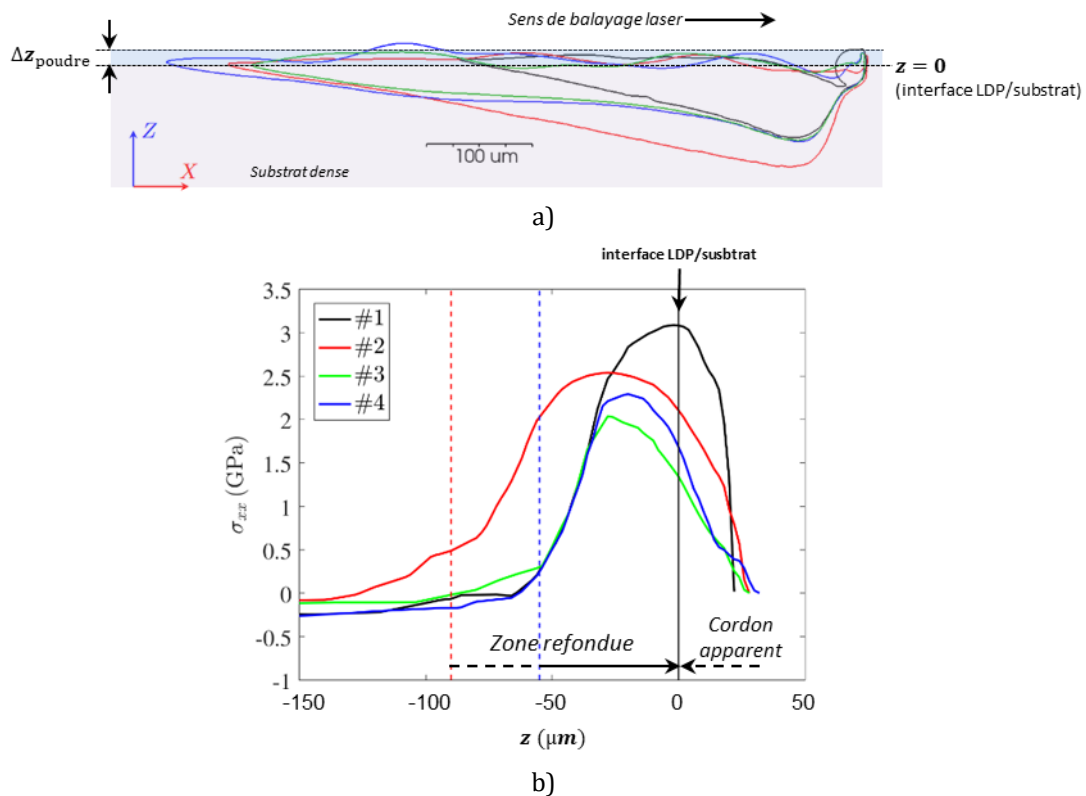 Sens de balayage laser
Δz_poudre
z = 0
(interface LDP/substrat)
Z
X
100 um
Substrat dense
a)
interface LDP/susbtrat
3.5
3
2.5
2
1.5
1
0.5
0
-0.5
-1
σ_xx (GPa)
#1
#2
#3
#4
Zone refondue
Cordon
apparent
-150
-100
-50
0
50
z (µm)
b)